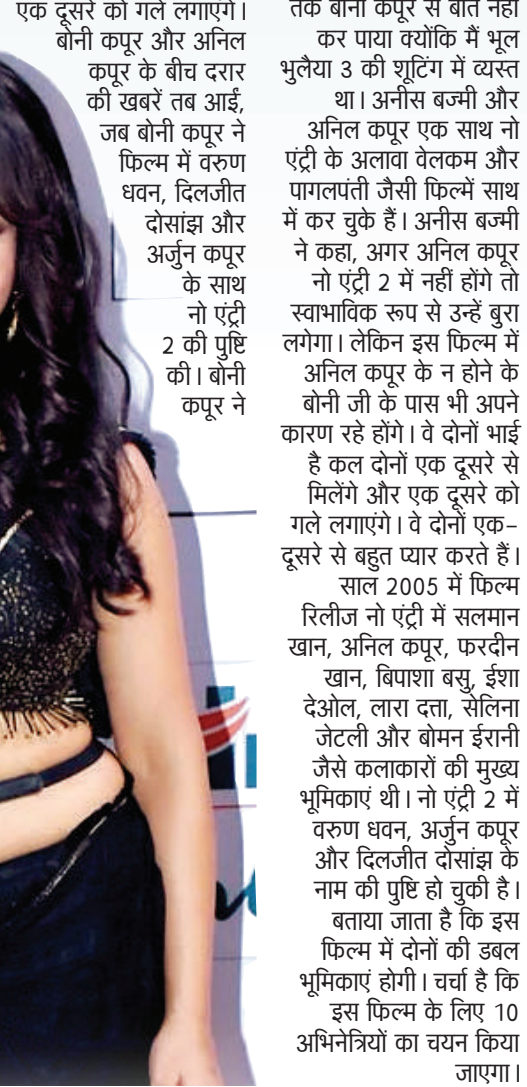 एक दूसरे को गले लगाएंगे।
बोनी कपूर और अनिल
कपूर के बीच दरार
की खबरें तब आईं,
जब बोनी कपूर ने
फिल्म में वरुण
धवन, दिलजीत
दोसांझ और
अर्जुन कपूर
के साथ
नो एंट्री
2 की पुष्टि
की। बोनी
कपूर ने
तक बोनी कपूर से बात नहीं
कर पाया क्योंकि मैं भूल
भुलैया 3 की शूटिंग में व्यस्त
था। अनीस बज्मी और
अनिल कपूर एक साथ नो
एंट्री के अलावा वेलकम और
पागलपंती जैसी फिल्में साथ
में कर चुके हैं। अनीस बज्मी
ने कहा, अगर अनिल कपूर
नो एंट्री 2 में नहीं होंगे तो
स्वाभाविक रूप से उन्हें बुरा
लगेगा। लेकिन इस फिल्म में
अनिल कपूर के न होने के
बोनी जी के पास भी अपने
कारण रहे होंगे। वे दोनों भाई
है कल दोनों एक दूसरे से
मिलेंगे और एक दूसरे को
गले लगाएंगे। वे दोनों एक-
दूसरे से बहुत प्यार करते हैं।
साल 2005 में फिल्म
रिलीज नो एंट्री में सलमान
खान, अनिल कपूर, फरदीन
खान, बिपाशा बसु, ईशा
देओल, लारा दत्ता, सेलिना
जेटली और बोमन ईरानी
जैसे कलाकारों की मुख्य
भूमिकाएं थी। नो एंट्री 2 में
वरुण धवन, अर्जुन कपूर
और दिलजीत दोसांझ के
नाम की पुष्टि हो चुकी है।
बताया जाता है कि इस
फिल्म में दोनों की डबल
भूमिकाएं होगी। चर्चा है कि
इस फिल्म के लिए 10
अभिनेत्रियों का चयन किया
जाएगा।